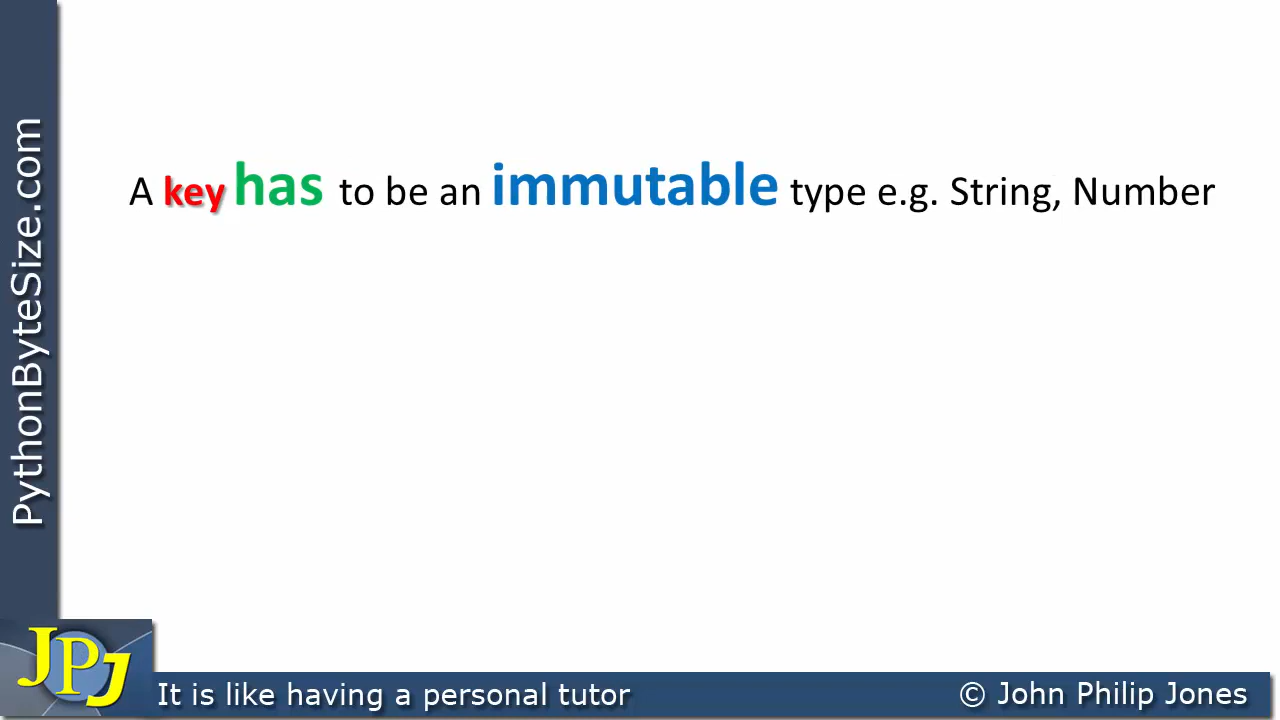 A key has to be an immutable type e.g. String, Number
PythonByteSize.com
JPJ
It is like having a personal tutor
© John Philip Jones